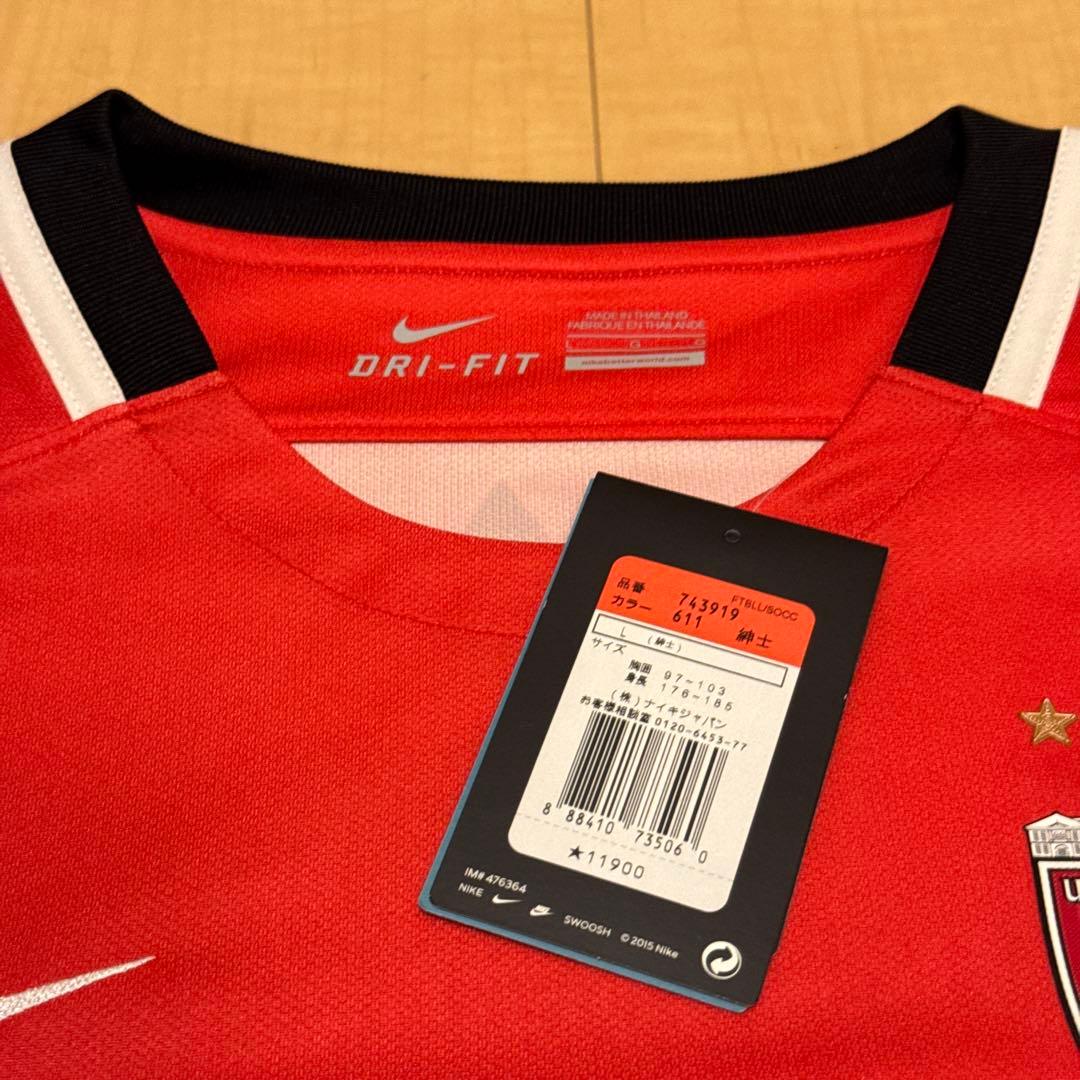 DRI-FIT
MADE IN THAILAND
FABRIQUE EN THAILANDE
L G G
nikebetterworld.com
FTBLL/SOCC
品番 743919
カラー 611 紳士
L (紳士)
サイズ
胸囲 97~103
身長 176~185
(株)ナイキジャパン
お客様相談室 0120-6453-77
8 88410 73506 0
★11900
IM# 476364
NIKE SWOOSH © 2015 Nike
U